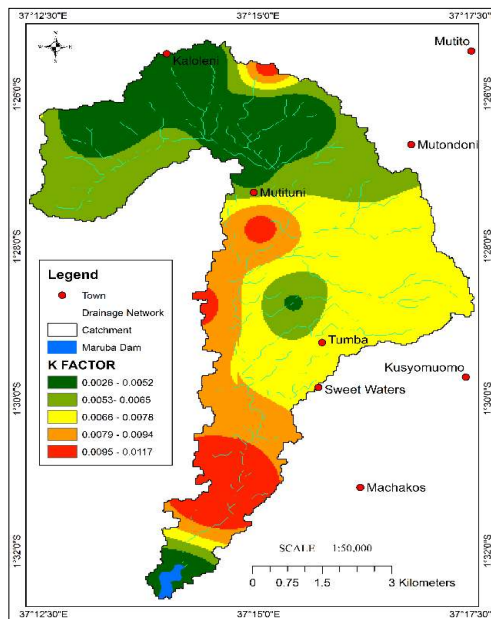 37°12'30"E 37°15'0"E 37°17'30"E
Mutito
N
W E
S
Kaloleni
1°26'0"S 1°26'0"S
Mutondoni
Mutituni
1°28'0"S 1°28'0"S
Legend
Town
Drainage Network
Catchment
Maruba Dam
K FACTOR
0.0026 - 0.0052
0.0053- 0.0065
0.0066 - 0.0078
0.0079 - 0.0094
0.0095 - 0.0117
Tumba
Kusyomuomo
Sweet Waters
1°30'0"S 1°30'0"S
Machakos
1°32'0"S 1°32'0"S
SCALE 1:50,000
0 0.75 1.5 3 Kilometers
37°12'30"E 37°15'0"E 37°17'30"E